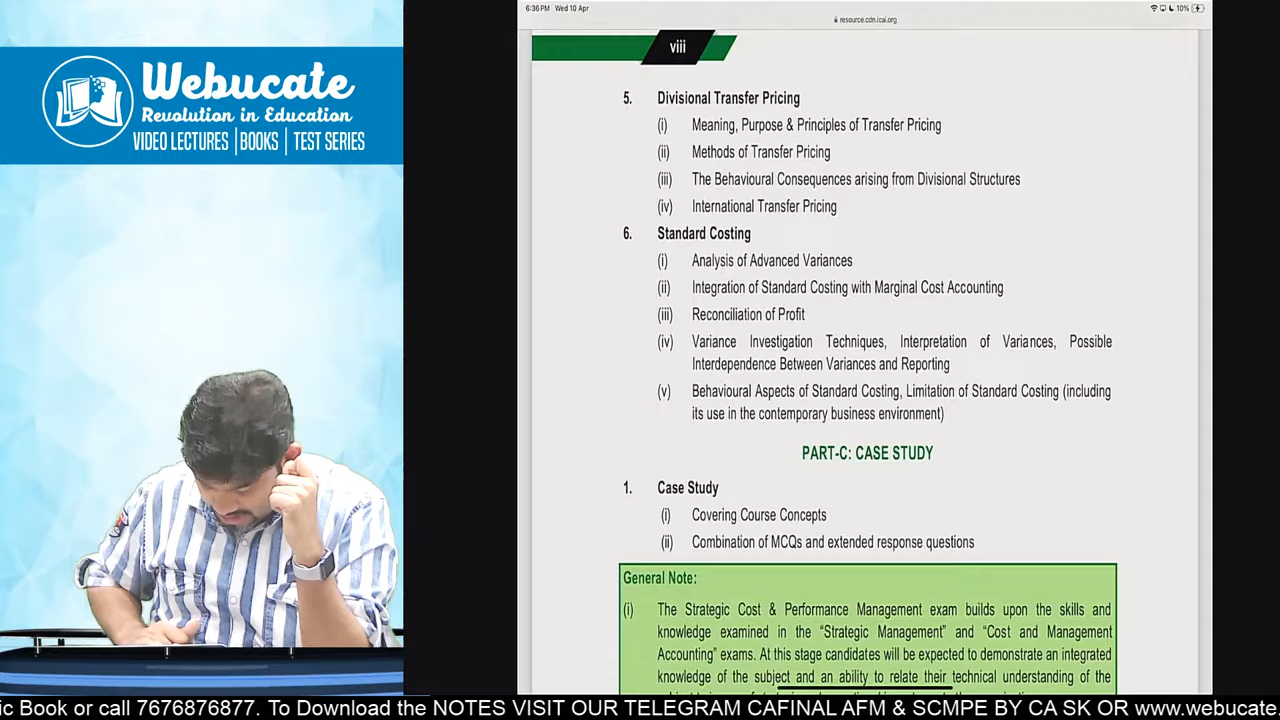 6:36 PM Wed 10 Apr
resource.cdn.icai.org
10%
Webucate
Revolution in Education
VIDEO LECTURES | BOOKS | TEST SERIES
viii
5. Divisional Transfer Pricing
(i) Meaning, Purpose & Principles of Transfer Pricing
(ii) Methods of Transfer Pricing
(iii) The Behavioural Consequences arising from Divisional Structures
(iv) International Transfer Pricing
6. Standard Costing
(i) Analysis of Advanced Variances
(ii) Integration of Standard Costing with Marginal Cost Accounting
(iii) Reconciliation of Profit
(iv) Variance Investigation Techniques, Interpretation of Variances, Possible
Interdependence Between Variances and Reporting
(v) Behavioural Aspects of Standard Costing, Limitation of Standard Costing (including
its use in the contemporary business environment)
PART-C: CASE STUDY
1. Case Study
(i) Covering Course Concepts
(ii) Combination of MCQs and extended response questions
General Note:
(i) The Strategic Cost & Performance Management exam builds upon the skills and
knowledge examined in the “Strategic Management” and “Cost and Management
Accounting” exams. At this stage candidates will be expected to demonstrate an integrated
knowledge of the subject and an ability to relate their technical understanding of the
ic Book or call 7676876877. To Download the NOTES VISIT OUR TELEGRAM CAFINAL AFM & SCMPE BY CA SK OR www.webucate